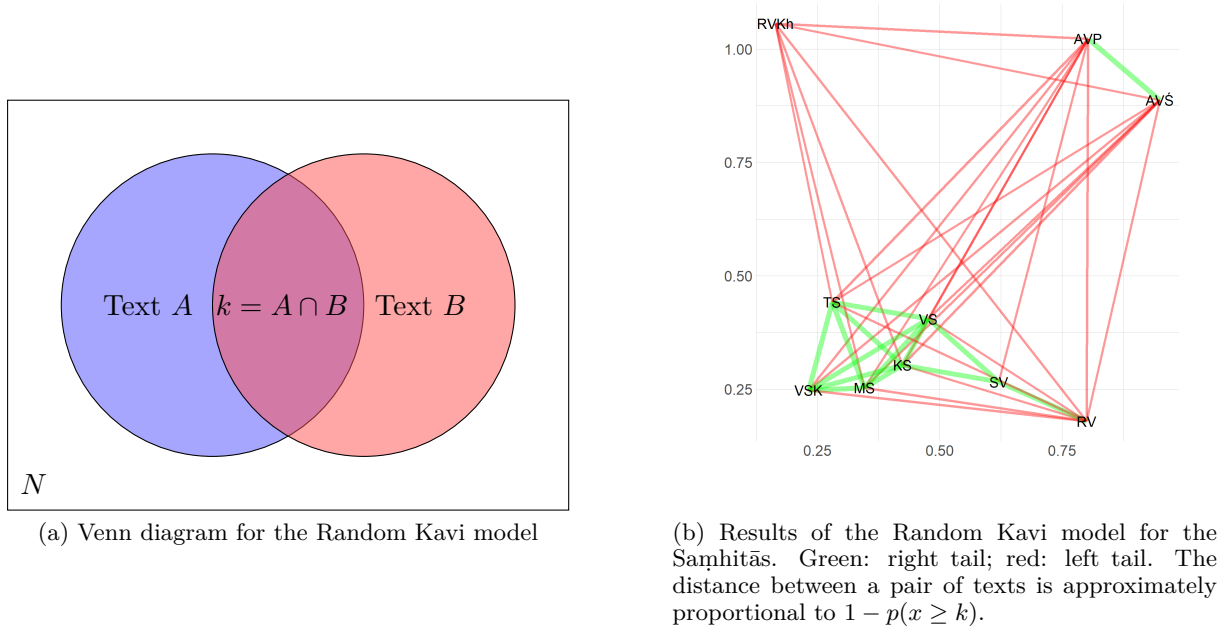 Text A
k = A ∩ B
Text B
N
(a) Venn diagram for the Random Kavi model
RVKh
AVP
AVŚ
TS
VS
KS
VSK
MS
SV
RV
1.00
0.75
0.50
0.25
0.25
0.50
0.75
(b) Results of the Random Kavi model for the
Saṃhitās. Green: right tail; red: left tail. The
distance between a pair of texts is approximately
proportional to 1 − p(x ≥ k).